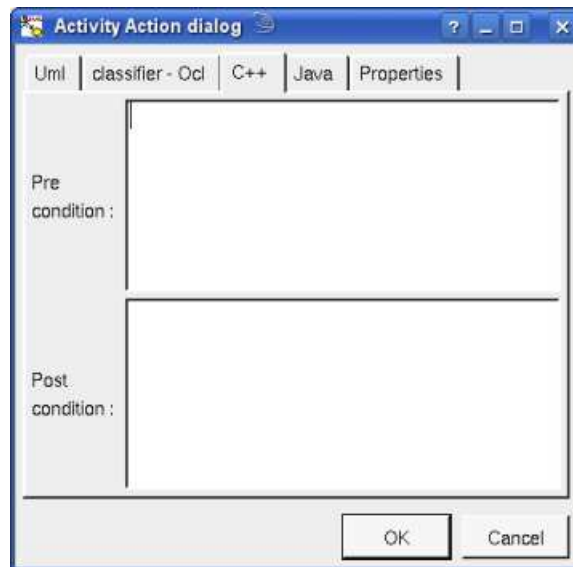 Activity Action dialog
Uml classifier - Ocl C++ Java Properties
Pre
condition :
Post
condition :
OK Cancel